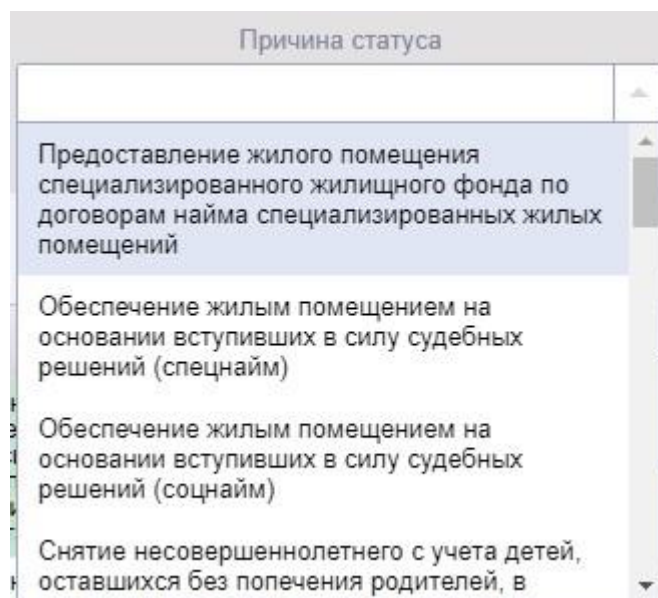 Причина статуса
Предоставление жилого помещения
специализированного жилищного фонда по
договорам найма специализированных жилых
помещений
Обеспечение жилым помещением на
основании вступивших в силу судебных
решений (спецнайм)
Обеспечение жилым помещением на
основании вступивших в силу судебных
решений (соцнайм)
Снятие несовершеннолетнего с учета детей,
оставшихся без попечения родителей, в